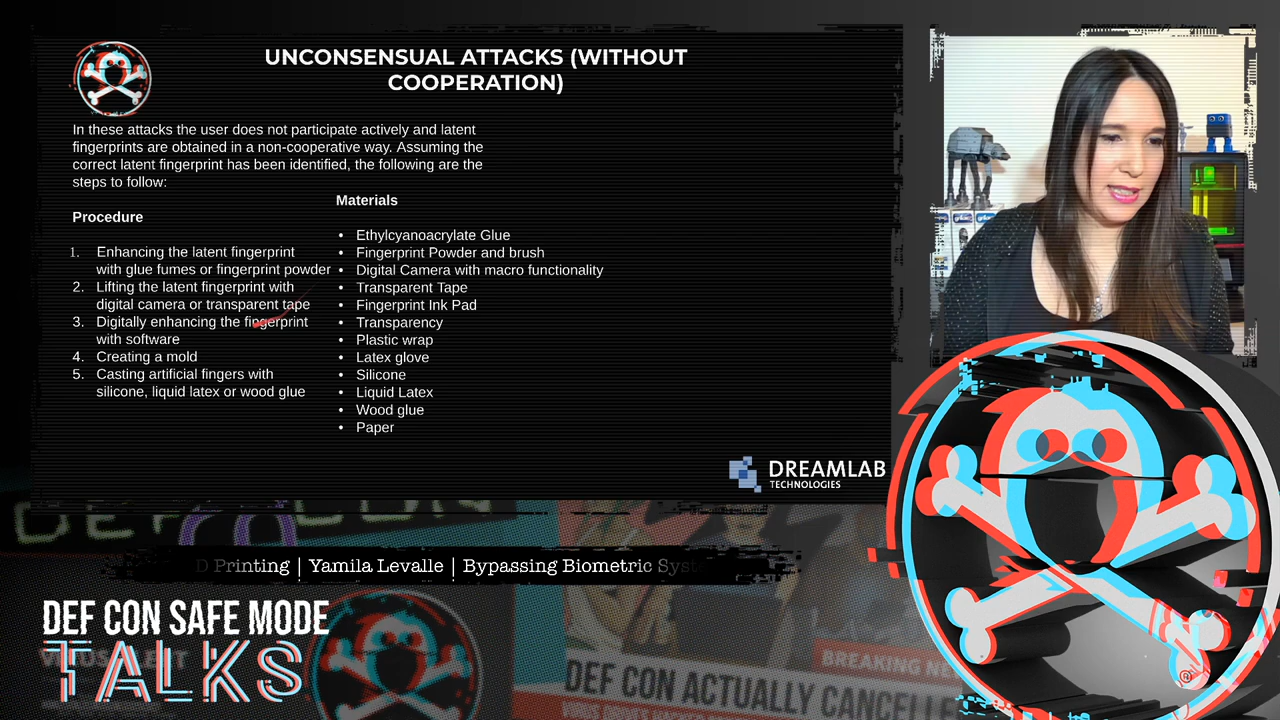 UNCONSENSUAL ATTACKS (WITHOUT
COOPERATION)
In these attacks the user does not participate actively and latent
fingerprints are obtained in a non-cooperative way. Assuming the
correct latent fingerprint has been identified, the following are the
steps to follow:
Procedure
1. Enhancing the latent fingerprint
with glue fumes or fingerprint powder
2. Lifting the latent fingerprint with
digital camera or transparent tape
3. Digitally enhancing the fingerprint
with software
4. Creating a mold
5. Casting artificial fingers with
silicone, liquid latex or wood glue
Materials
• Ethylcyanoacrylate Glue
• Fingerprint Powder and brush
• Digital Camera with macro functionality
• Transparent Tape
• Fingerprint Ink Pad
• Transparency
• Plastic wrap
• Latex glove
• Silicone
• Liquid Latex
• Wood glue
• Paper
DREAMLAB
TECHNOLOGIES
DEF CON
D Printing | Yamila Levalle | Bypassing Biometric Syste
DEF CON SAFE MODE
TALKS
BREAKING NE
DEF CON ACTUALLY CANCELLE
®